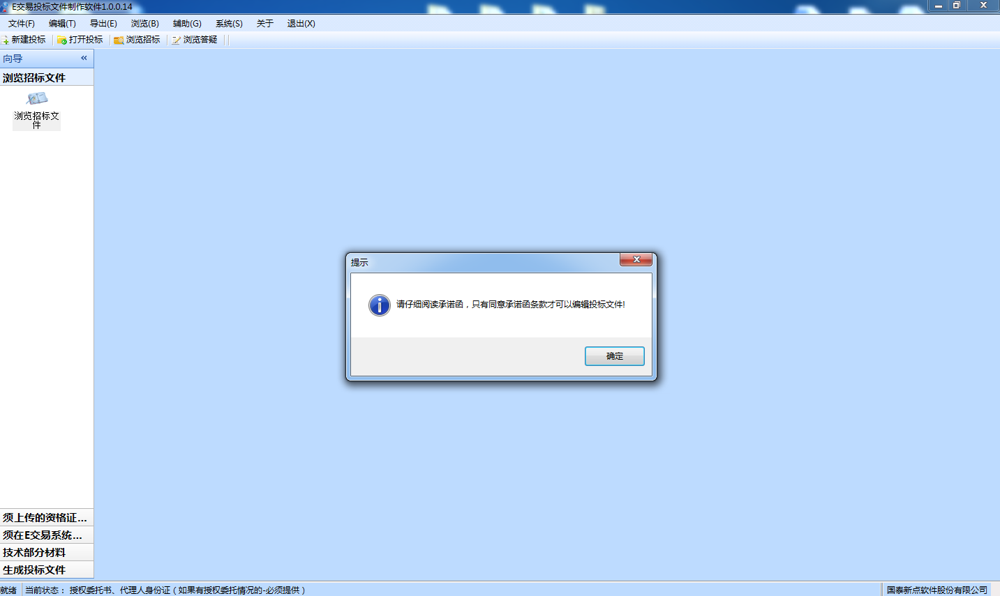 E交易投标文件制作软件1.0.0.14
文件(F) 编辑(T) 导出(E) 浏览(B) 辅助(G) 系统(S) 关于 退出(X)
新建投标 打开投标 浏览招标 浏览答疑
向导 «
浏览招标文件
浏览招标文
件
提示
请仔细阅读承诺函，只有同意承诺函条款才可以编辑投标文件!
确定
须上传的资格证...
须在E交易系统...
技术部分材料
生成投标文件
就绪 当前状态： 授权委托书、代理人身份证（如果有授权委托情况的-必须提供） 国泰新点软件股份有限公司